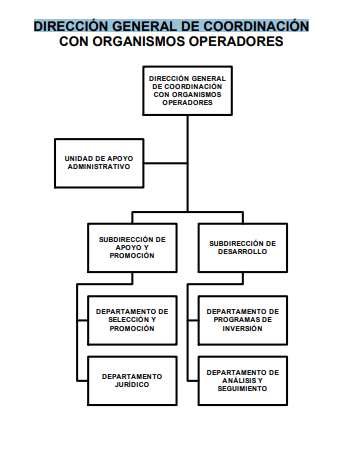 DIRECCIÓN GENERAL DE COORDINACIÓN
CON ORGANISMOS OPERADORES
DIRECCIÓN GENERAL
DE COORDINACIÓN
CON ORGANISMOS
OPERADORES
UNIDAD DE APOYO
ADMINISTRATIVO
SUBDIRECCIÓN DE
APOYO Y
PROMOCIÓN
SUBDIRECCIÓN DE
DESARROLLO
DEPARTAMENTO DE
SELECCIÓN Y
PROMOCIÓN
DEPARTAMENTO DE
PROGRAMAS DE
INVERSIÓN
DEPARTAMENTO
JURÍDICO
DEPARTAMENTO DE
ANÁLISIS Y
SEGUIMIENTO